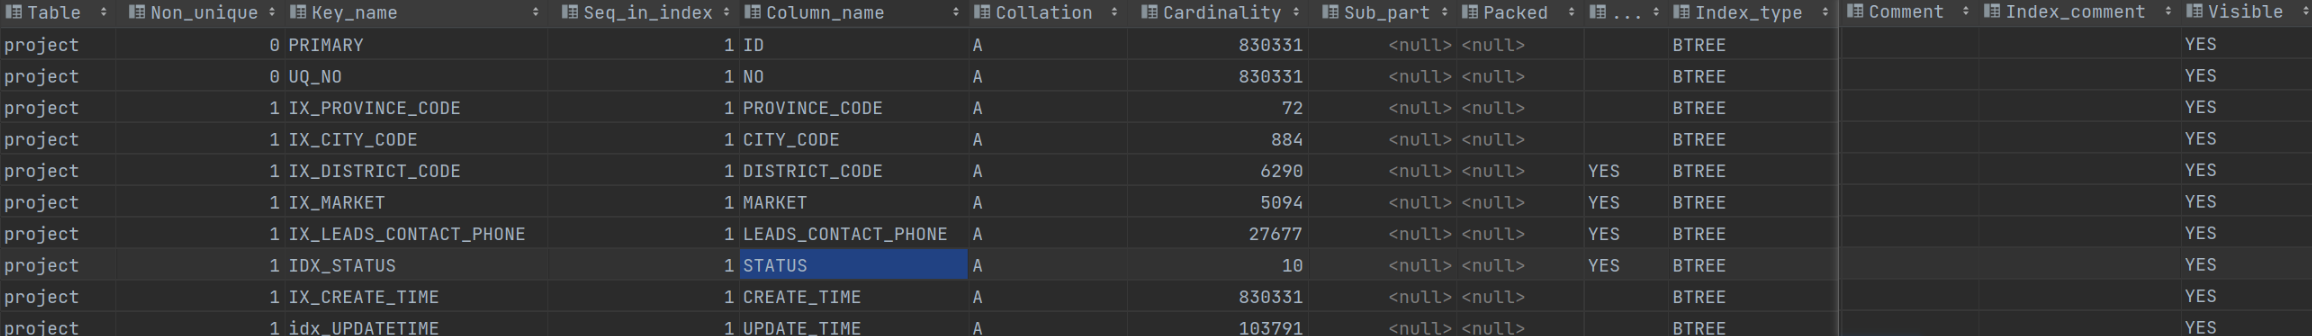 Table Non_unique Key_name Seq_in_index Column_name Collation Cardinality Sub_part Packed ... Index_type Comment Index_comment Visible
project 0 PRIMARY 1 ID A 830331 <null> <null> BTREE YES
project 0 UQ_NO 1 NO A 830331 <null> <null> BTREE YES
project 1 IX_PROVINCE_CODE 1 PROVINCE_CODE A 72 <null> <null> BTREE YES
project 1 IX_CITY_CODE 1 CITY_CODE A 884 <null> <null> BTREE YES
project 1 IX_DISTRICT_CODE 1 DISTRICT_CODE A 6290 <null> <null> YES BTREE YES
project 1 IX_MARKET 1 MARKET A 5094 <null> <null> YES BTREE YES
project 1 IX_LEADS_CONTACT_PHONE 1 LEADS_CONTACT_PHONE A 27677 <null> <null> YES BTREE YES
project 1 IDX_STATUS 1 STATUS A 10 <null> <null> YES BTREE YES
project 1 IX_CREATE_TIME 1 CREATE_TIME A 830331 <null> <null> BTREE YES
project 1 idx_UPDATETIME 1 UPDATE_TIME A 103791 <null> <null> BTREE YES